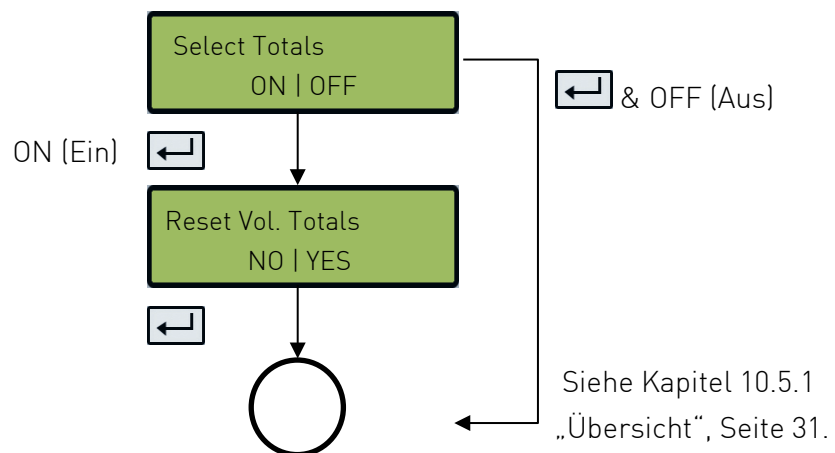 Select Totals
ON | OFF
& OFF (Aus)
ON (Ein)
Reset Vol. Totals
NO | YES
Siehe Kapitel 10.5.1
„Übersicht“, Seite 31.